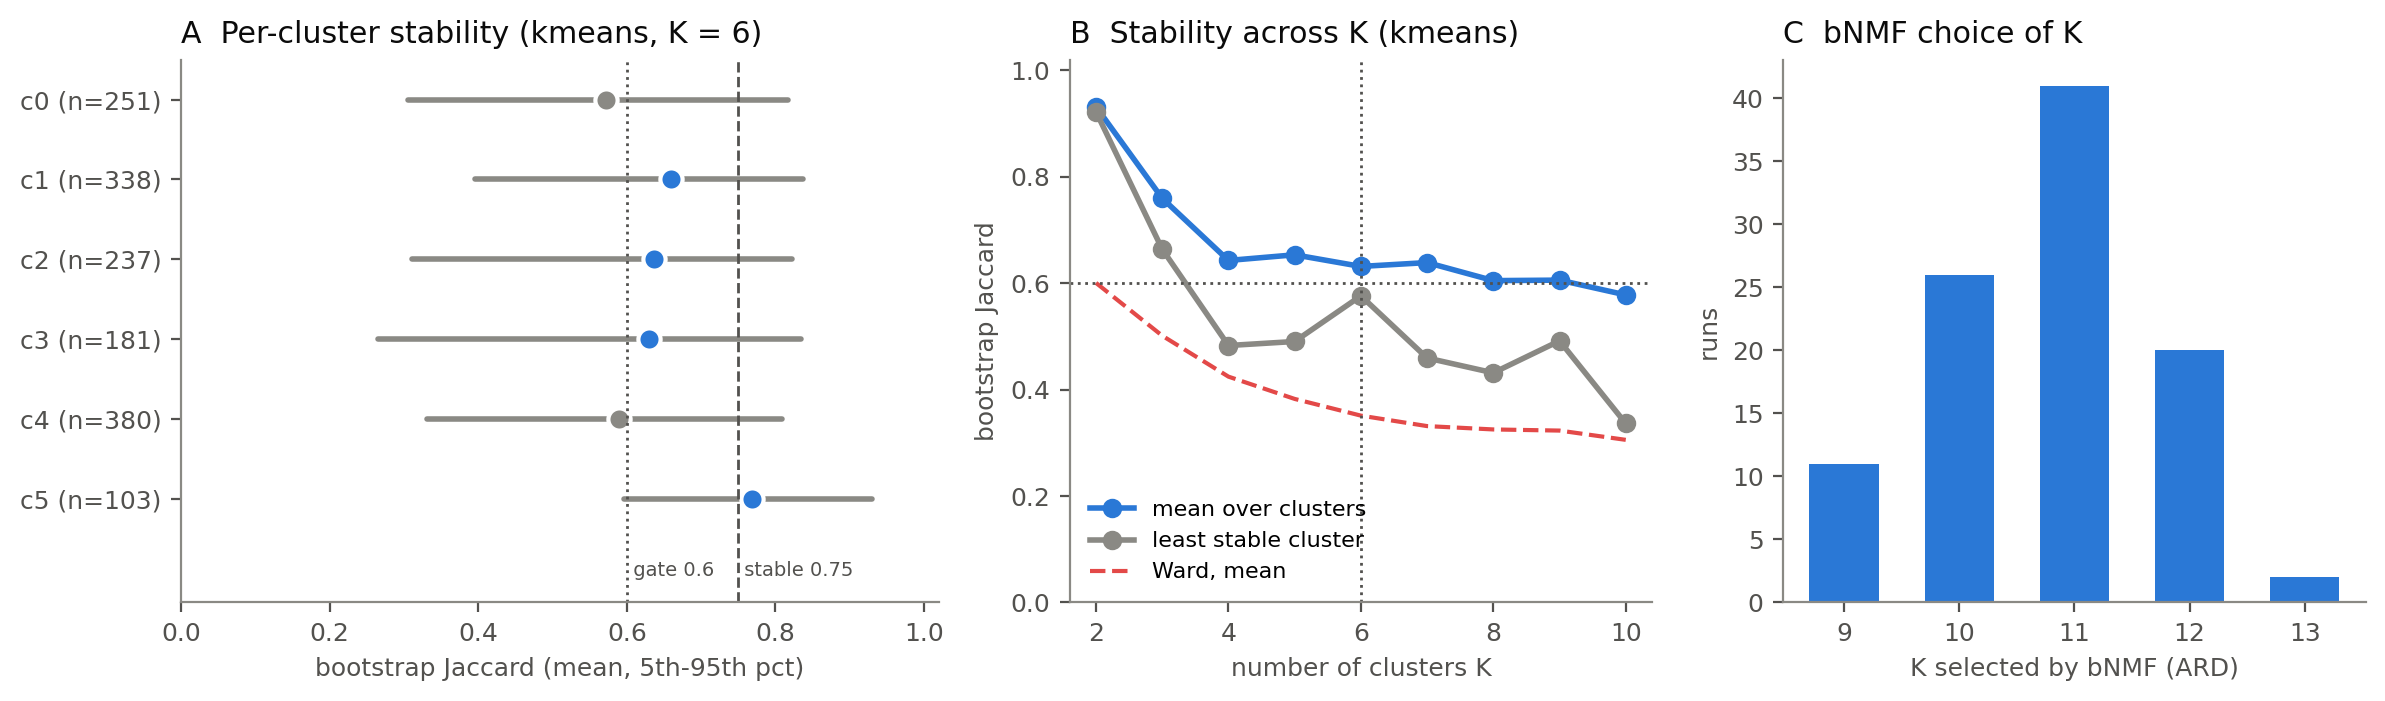 A  Per-cluster stability (kmeans, K = 6)
c0 (n=251)
c1 (n=338)
c2 (n=237)
c3 (n=181)
c4 (n=380)
c5 (n=103)
gate 0.6
stable 0.75
0.0 0.2 0.4 0.6 0.8 1.0
bootstrap Jaccard (mean, 5th-95th pct)
B  Stability across K (kmeans)
bootstrap Jaccard
1.0
0.8
0.6
0.4
0.2
0.0
mean over clusters
least stable cluster
Ward, mean
2 4 6 8 10
number of clusters K
C  bNMF choice of K
runs
40
35
30
25
20
15
10
5
0
9 10 11 12 13
K selected by bNMF (ARD)